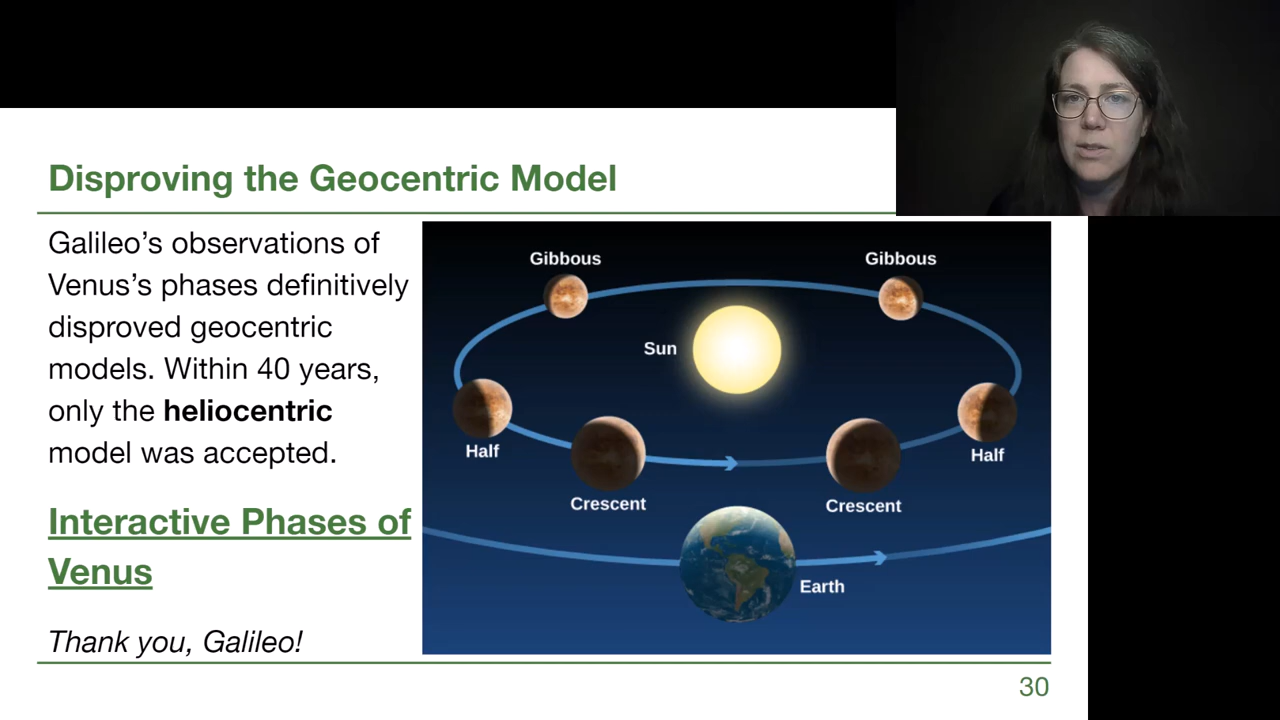 Disproving the Geocentric Model
Galileo’s observations of
Venus’s phases definitively
disproved geocentric
models. Within 40 years,
only the heliocentric
model was accepted.
Interactive Phases of
Venus
Thank you, Galileo!
Gibbous
Gibbous
Sun
Half
Half
Crescent
Crescent
Earth
30